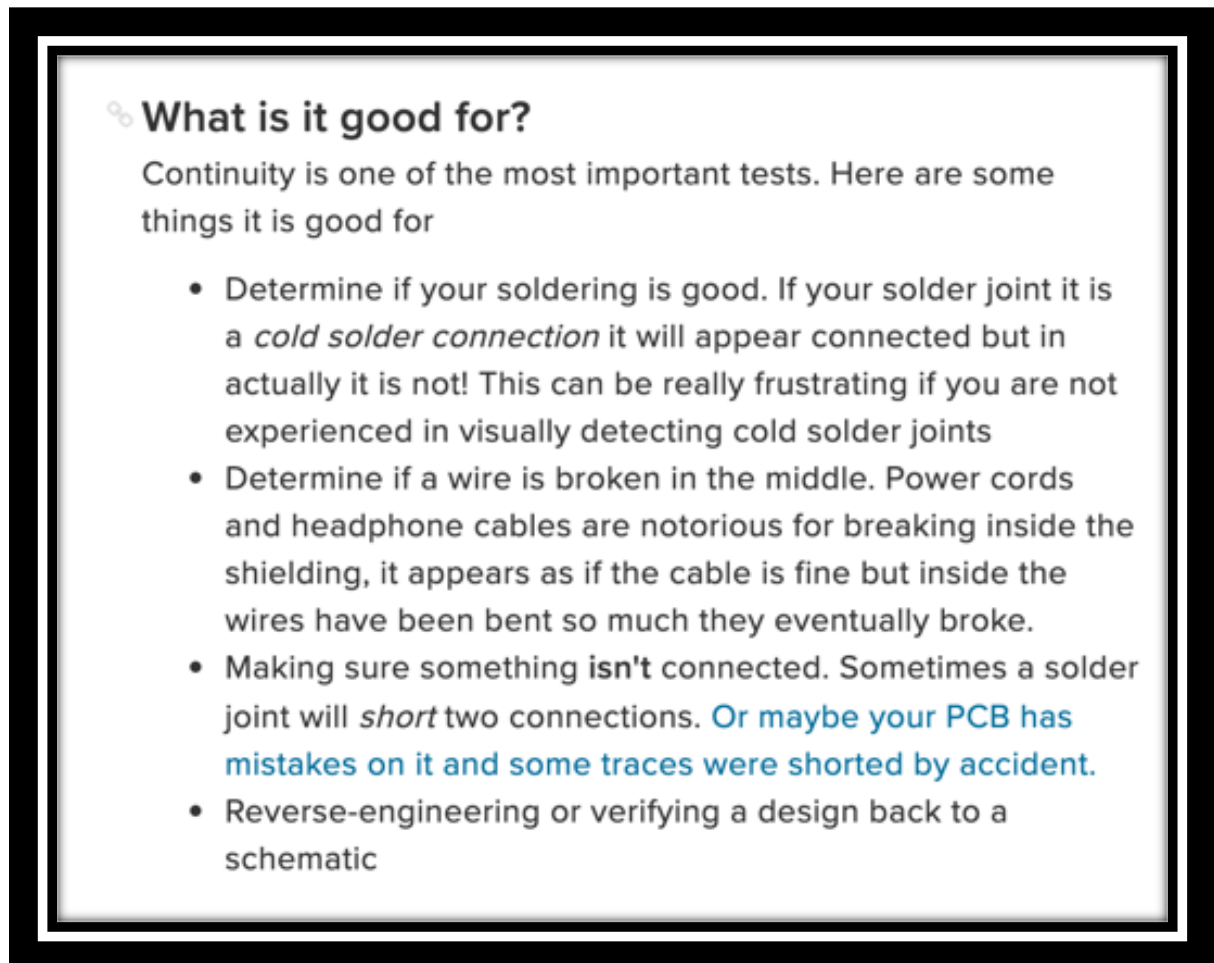 What is it good for?
Continuity is one of the most important tests. Here are some
things it is good for
• Determine if your soldering is good. If your solder joint it is
a cold solder connection it will appear connected but in
actually it is not! This can be really frustrating if you are not
experienced in visually detecting cold solder joints
• Determine if a wire is broken in the middle. Power cords
and headphone cables are notorious for breaking inside the
shielding, it appears as if the cable is fine but inside the
wires have been bent so much they eventually broke.
• Making sure something isn't connected. Sometimes a solder
joint will short two connections. Or maybe your PCB has
mistakes on it and some traces were shorted by accident.
• Reverse-engineering or verifying a design back to a
schematic